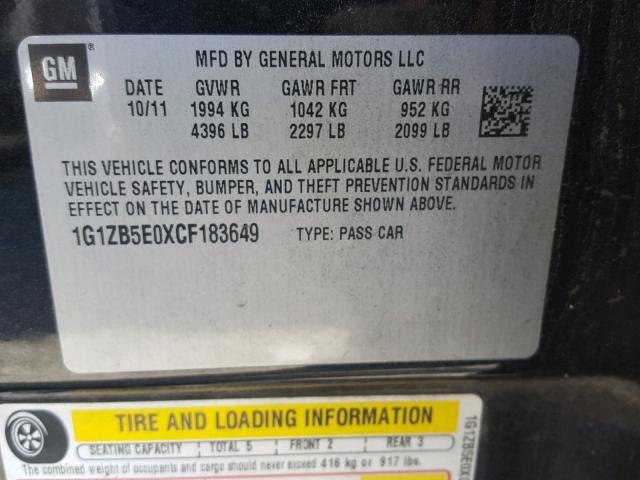 GM
MFD BY GENERAL MOTORS LLC
DATE GVWR GAWR FRT GAWR RR
10/11 1994 KG 1042 KG 952 KG
4396 LB 2297 LB 2099 LB
THIS VEHICLE CONFORMS TO ALL APPLICABLE U.S. FEDERAL MOTOR
VEHICLE SAFETY, BUMPER, AND THEFT PREVENTION STANDARDS IN
EFFECT ON THE DATE OF MANUFACTURE SHOWN ABOVE.
1G1ZB5E0XCF183649 TYPE: PASS CAR
TIRE AND LOADING INFORMATION
SEATING CAPACITY TOTAL 5 FRONT 2 REAR 3
The combined weight of occupants and cargo should never exceed 416 kg or 917 lbs.
1G1ZB5E0X